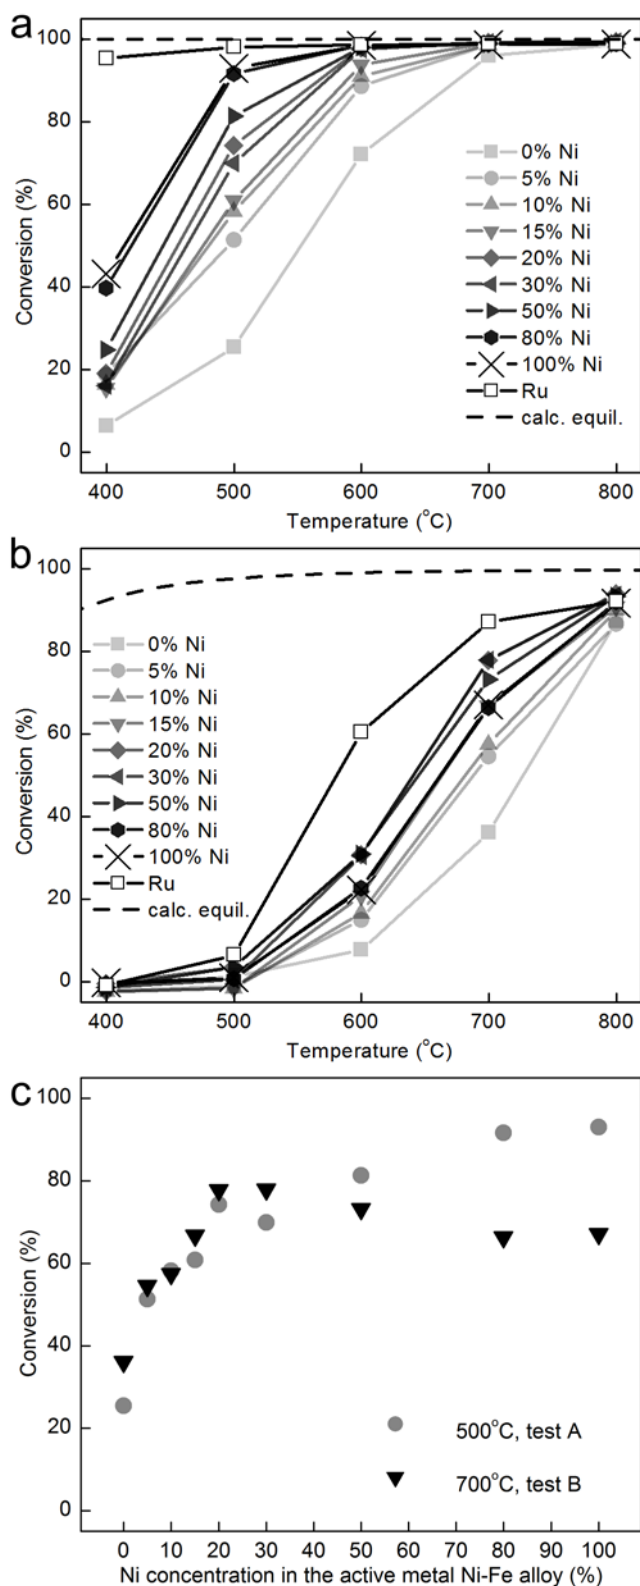 a
100
80
60
40
20
0
Conversion (%)
0% Ni
5% Ni
10% Ni
15% Ni
20% Ni
30% Ni
50% Ni
80% Ni
100% Ni
Ru
calc. equil.
400 500 600 700 800
Temperature (°C)
b
100
80
60
40
20
0
Conversion (%)
0% Ni
5% Ni
10% Ni
15% Ni
20% Ni
30% Ni
50% Ni
80% Ni
100% Ni
Ru
calc. equil.
400 500 600 700 800
Temperature (°C)
c
100
80
60
40
20
0
Conversion (%)
500°C, test A
700°C, test B
0 10 20 30 40 50 60 70 80 90 100
Ni concentration in the active metal Ni-Fe alloy (%)